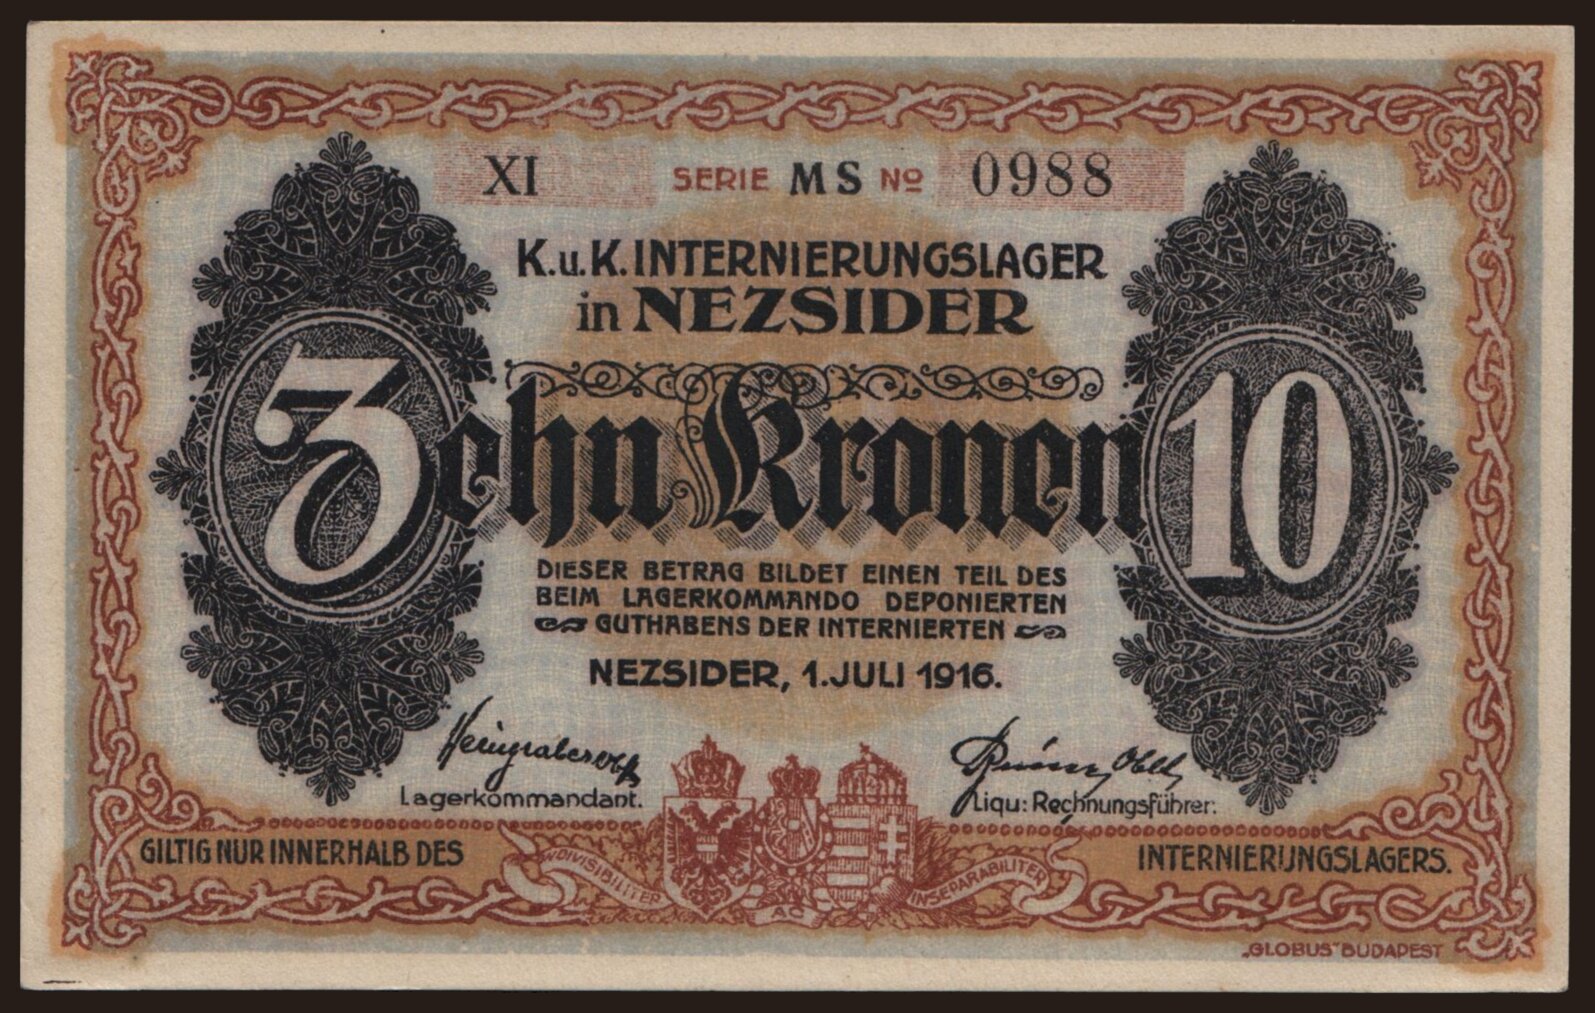 XI SERIE MS No 0988
K.u.K. INTERNIERUNGSLAGER
in NEZSIDER
Zehn Kronen 10
DIESER BETRAG BILDET EINEN TEIL DES
BEIM LAGERKOMMANDO DEPONIERTEN
GUTHABENS DER INTERNIERTEN
NEZSIDER, 1. JULI 1916.
Lagerkommandant.
Liqu: Rechnungsführer:
GILTIG NUR INNERHALB DES INTERNIERUNGSLAGERS.
INDIVISIBILITER AC INSEPARABILITER
„GLOBUS" BUDAPEST